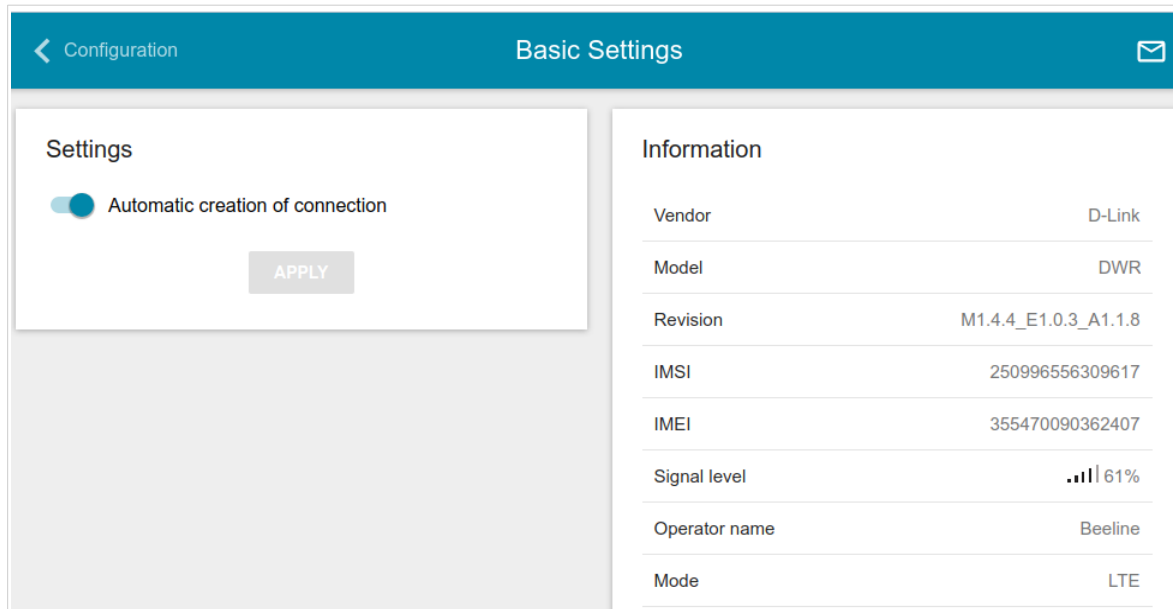 Configuration
Basic Settings
Settings
Automatic creation of connection
APPLY
Information
Vendor D-Link
Model DWR
Revision M1.4.4_E1.0.3_A1.1.8
IMSI 250996556309617
IMEI 355470090362407
Signal level 61%
Operator name Beeline
Mode LTE